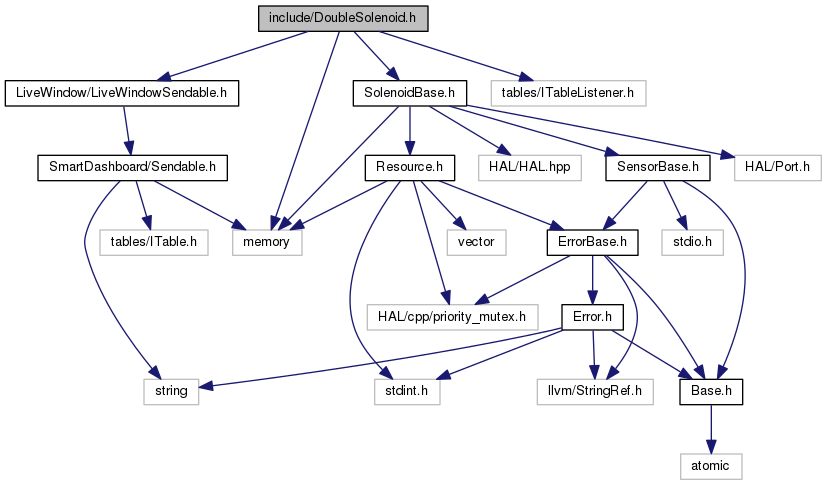 include/DoubleSolenoid.h
LiveWindow/LiveWindowSendable.h
SolenoidBase.h
tables/ITableListener.h
SmartDashboard/Sendable.h
Resource.h
HAL/HAL.hpp
SensorBase.h
HAL/Port.h
tables/ITable.h
memory
vector
ErrorBase.h
stdio.h
HAL/cpp/priority_mutex.h
Error.h
string
stdint.h
llvm/StringRef.h
Base.h
atomic